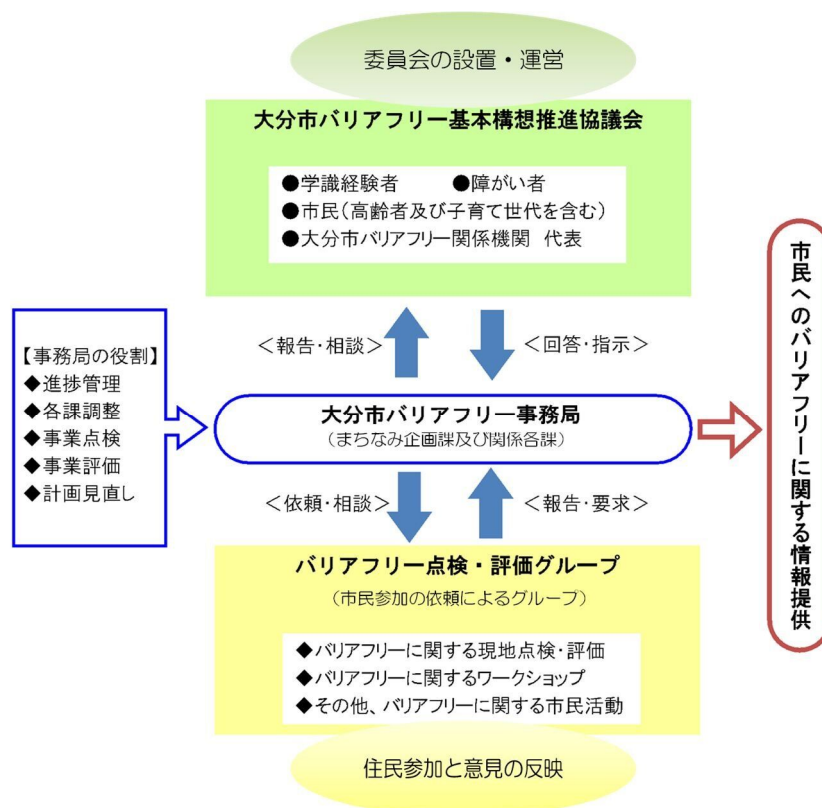 委員会の設置・運営
大分市バリアフリー基本構想推進協議会
●学識経験者 ●障がい者
●市民(高齢者及び子育て世代を含む)
●大分市バリアフリー関係機関 代表
＜報告・相談＞ ＜回答・指示＞
【事務局の役割】
◆進捗管理
◆各課調整
◆事業点検
◆事業評価
◆計画見直し
大分市バリアフリー事務局
(まちなみ企画課及び関係各課)
＜依頼・相談＞ ＜報告・要求＞
バリアフリー点検・評価グループ
(市民参加の依頼によるグループ)
◆バリアフリーに関する現地点検・評価
◆バリアフリーに関するワークショップ
◆その他、バリアフリーに関する市民活動
住民参加と意見の反映
市民へのバリアフリーに関する情報提供